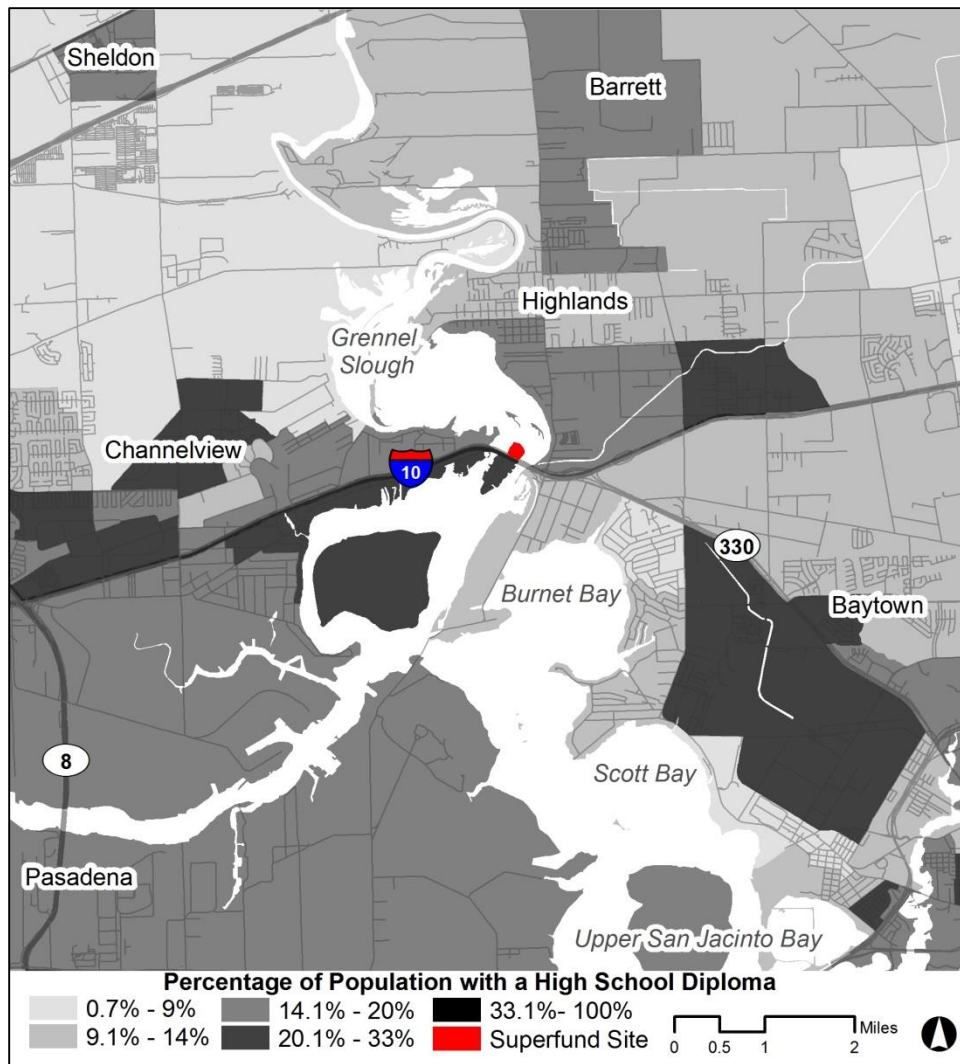 Sheldon
Barrett
Highlands
Grennel
Slough
Channelview
10
330
Burnet Bay
Baytown
8
Scott Bay
Pasadena
Upper San Jacinto Bay
Percentage of Population with a High School Diploma
0.7% - 9%
14.1% - 20%
33.1%- 100%
9.1% - 14%
20.1% - 33%
Superfund Site
Miles
0 0.5 1 2